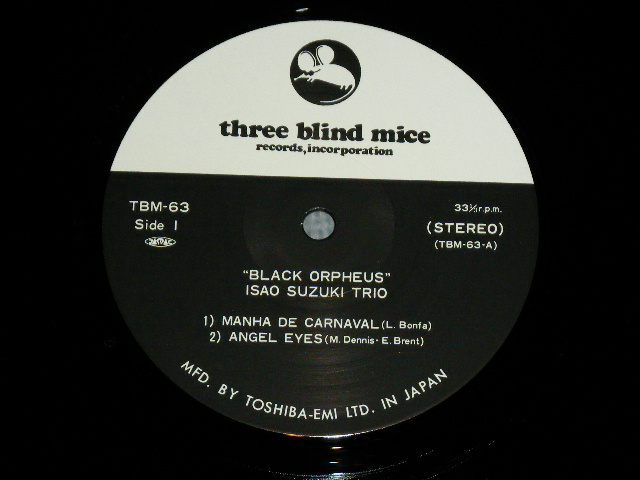 three blind mice
records, incorporation
TBM-63
33⅓r.p.m.
Side 1
(STEREO)
(TBM-63-A)
"BLACK ORPHEUS"
ISAO SUZUKI TRIO
1) MANHA DE CARNAVAL (L. Bonfa)
2) ANGEL EYES (M. Dennis・E. Brent)
MFD. BY TOSHIBA-EMI LTD. IN JAPAN